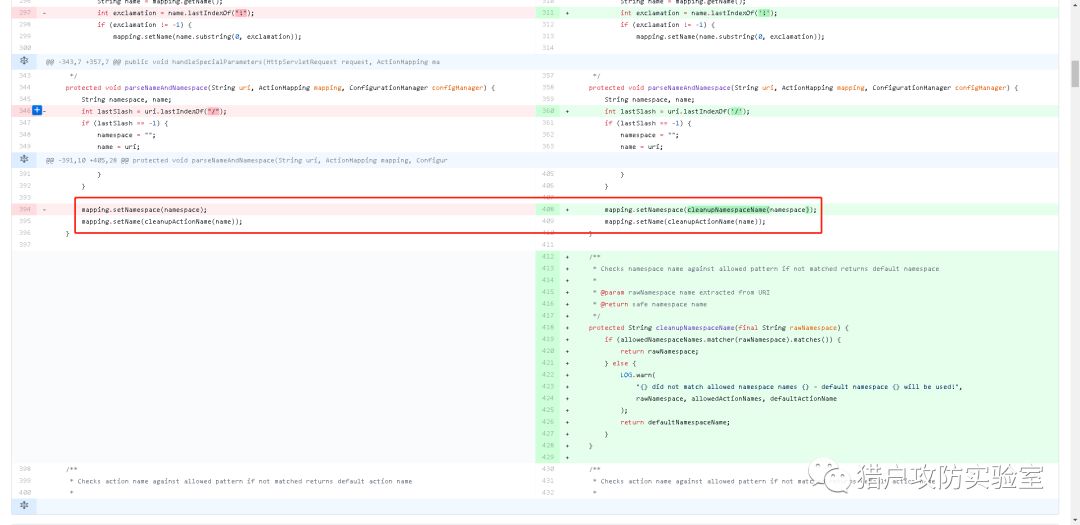 297 - int exclamation = name.lastIndexOf("!");
298 if (exclamation != -1) {
299 mapping.setName(name.substring(0, exclamation));
300
@@ -343,7 +357,7 @@ public void handleSpecialParameters(HttpServletRequest request, ActionMapping ma
343 */
344 protected void parseNameAndNamespace(String uri, ActionMapping mapping, ConfigurationManager configManager) {
345 String namespace, name;
346 - int lastSlash = uri.lastIndexOf("/");
347 if (lastSlash == -1) {
348 namespace = "";
349 name = uri;
@@ -391,10 +405,28 @@ protected void parseNameAndNamespace(String uri, ActionMapping mapping, Configur
391 }
392 }
393
394 - mapping.setNamespace(namespace);
395 mapping.setName(cleanupActionName(name));
396 }
397
398 /**
399 * Checks action name against allowed pattern if not matched returns default action name
400 *
String name = mapping.getName();
311 + int exclamation = name.lastIndexOf('!');
312 if (exclamation != -1) {
313 mapping.setName(name.substring(0, exclamation));
314
357 */
358 protected void parseNameAndNamespace(String uri, ActionMapping mapping, ConfigurationManager configManager) {
359 String namespace, name;
360 + int lastSlash = uri.lastIndexOf('/');
361 if (lastSlash == -1) {
362 namespace = "";
363 name = uri;
405 }
406 }
408 + mapping.setNamespace(cleanupNamespaceName(namespace));
409 mapping.setName(cleanupActionName(name));
410 }
411
412 + /**
413 + * Checks namespace name against allowed pattern if not matched returns default namespace
414 + *
415 + * @param rawNamespace name extracted from URI
416 + * @return safe namespace name
417 + */
418 + protected String cleanupNamespaceName(final String rawNamespace) {
419 + if (allowedNamespaceNames.matcher(rawNamespace).matches()) {
420 + return rawNamespace;
421 + } else {
422 + LOG.warn(
423 + "{} did not match allowed namespace names {} - default namespace {} will be used!",
424 + rawNamespace, allowedActionNames, defaultActionName
425 + );
426 + return defaultNamespaceName;
427 + }
428 + }
429 +
430 /**
431 * Checks action name against allowed pattern if not
432 *
猎户攻防实验室